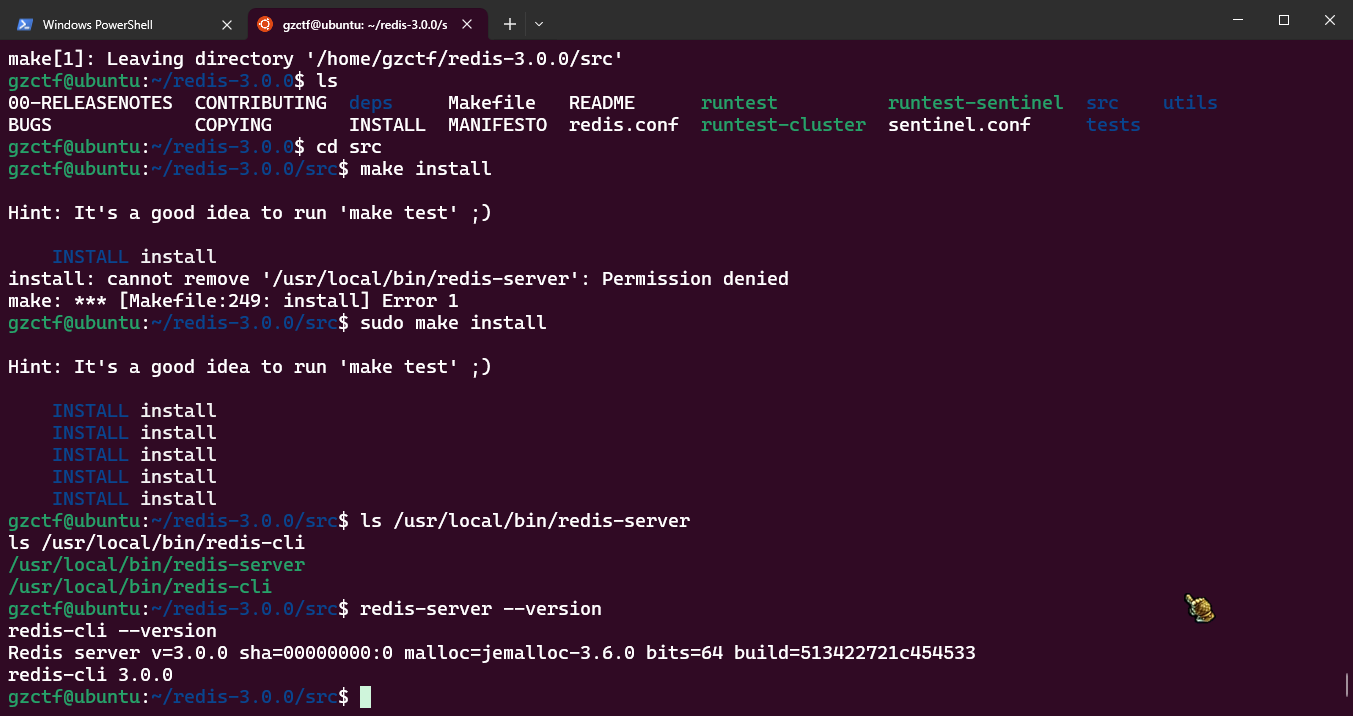 Windows PowerShell
gzctf@ubuntu: ~/redis-3.0.0/s
make[1]: Leaving directory '/home/gzctf/redis-3.0.0/src'
gzctf@ubuntu:~/redis-3.0.0$ ls
00-RELEASENOTES  CONTRIBUTING  deps     Makefile   README      runtest          runtest-sentinel  src    utils
BUGS             COPYING       INSTALL  MANIFESTO  redis.conf  runtest-cluster  sentinel.conf     tests
gzctf@ubuntu:~/redis-3.0.0$ cd src
gzctf@ubuntu:~/redis-3.0.0/src$ make install
Hint: It's a good idea to run 'make test' ;)
    INSTALL install
install: cannot remove '/usr/local/bin/redis-server': Permission denied
make: *** [Makefile:249: install] Error 1
gzctf@ubuntu:~/redis-3.0.0/src$ sudo make install
Hint: It's a good idea to run 'make test' ;)
    INSTALL install
    INSTALL install
    INSTALL install
    INSTALL install
    INSTALL install
gzctf@ubuntu:~/redis-3.0.0/src$ ls /usr/local/bin/redis-server
ls /usr/local/bin/redis-cli
/usr/local/bin/redis-server
/usr/local/bin/redis-cli
gzctf@ubuntu:~/redis-3.0.0/src$ redis-server --version
redis-cli --version
Redis server v=3.0.0 sha=00000000:0 malloc=jemalloc-3.6.0 bits=64 build=513422721c454533
redis-cli 3.0.0
gzctf@ubuntu:~/redis-3.0.0/src$